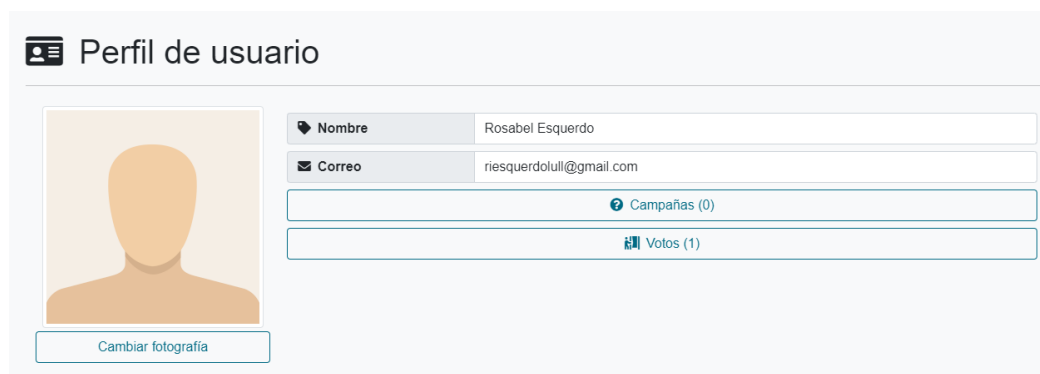 Perfil de usuario
Nombre Rosabel Esquerdo
Correo riesquerdolull@gmail.com
Campañas (0)
Votos (1)
Cambiar fotografía